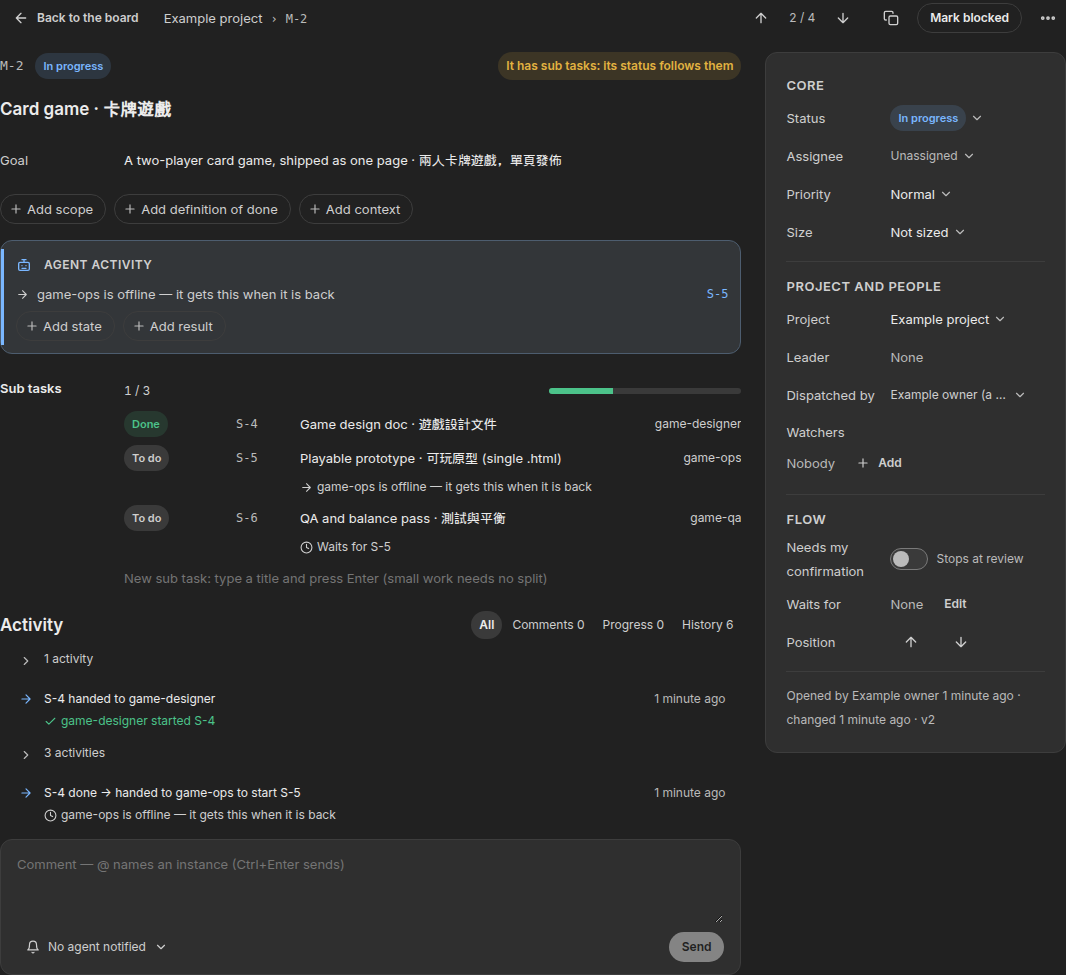 Back to the board
Example project › M-2
2 / 4
Mark blocked
M-2
In progress
It has sub tasks: its status follows them
Card game · 卡牌遊戲
Goal
A two-player card game, shipped as one page · 兩人卡牌遊戲，單頁發佈
+ Add scope
+ Add definition of done
+ Add context
AGENT ACTIVITY
→ game-ops is offline — it gets this when it is back
S-5
+ Add state
+ Add result
Sub tasks
1 / 3
Done
S-4
Game design doc · 遊戲設計文件
game-designer
To do
S-5
Playable prototype · 可玩原型 (single .html)
game-ops
→ game-ops is offline — it gets this when it is back
To do
S-6
QA and balance pass · 測試與平衡
game-qa
Waits for S-5
New sub task: type a title and press Enter (small work needs no split)
Activity
All
Comments 0
Progress 0
History 6
1 activity
S-4 handed to game-designer
1 minute ago
game-designer started S-4
3 activities
S-4 done → handed to game-ops to start S-5
1 minute ago
game-ops is offline — it gets this when it is back
Comment — @ names an instance (Ctrl+Enter sends)
No agent notified
Send
CORE
Status
In progress
Assignee
Unassigned
Priority
Normal
Size
Not sized
PROJECT AND PEOPLE
Project
Example project
Leader
None
Dispatched by
Example owner (a ...
Watchers
Nobody
+ Add
FLOW
Needs my
confirmation
Stops at review
Waits for
None
Edit
Position
Opened by Example owner 1 minute ago ·
changed 1 minute ago · v2